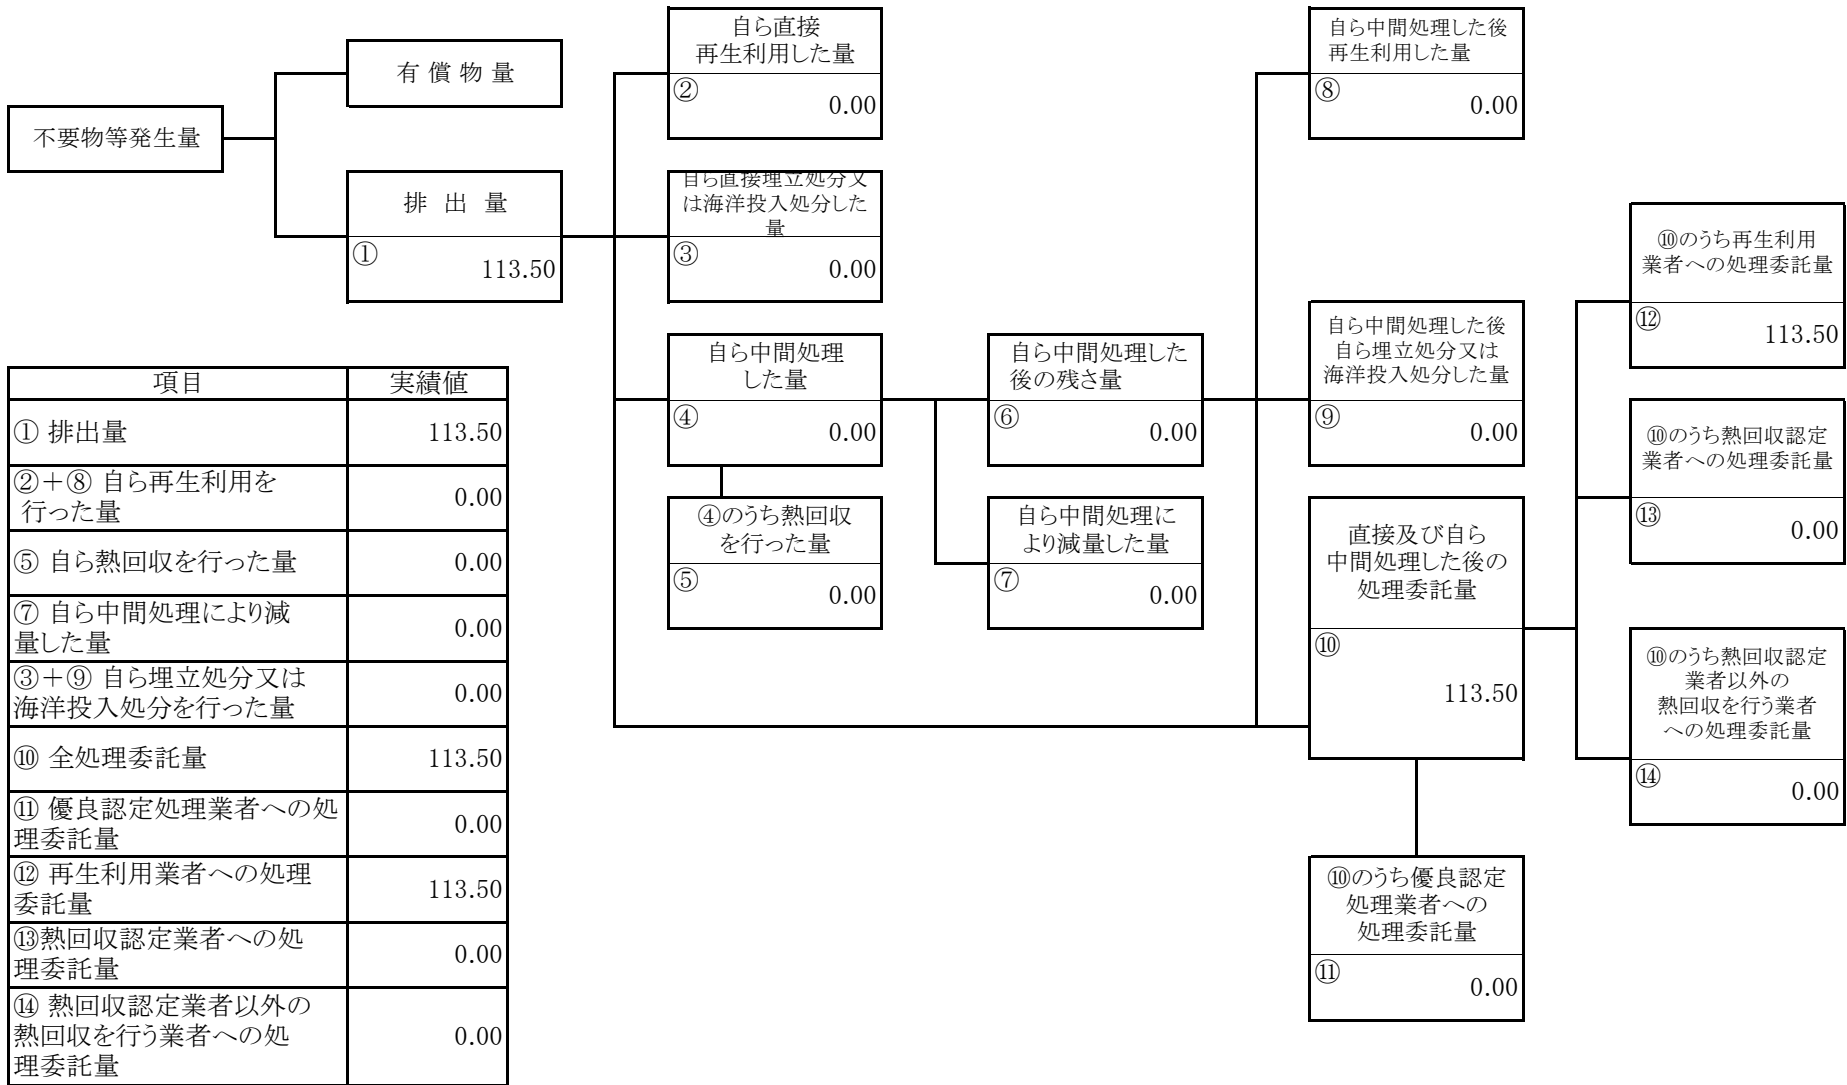 不要物等発生量
有 償 物 量
排 出 量
①
113.50
自ら直接
再生利用した量
②
0.00
自ら直接埋立処分又
は海洋投入処分した
量
③
0.00
自ら中間処理
した量
④
0.00
④のうち熱回収
を行った量
⑤
0.00
自ら中間処理した
後の残さ量
⑥
0.00
自ら中間処理に
より減量した量
⑦
0.00
自ら中間処理した後
再生利用した量
⑧
0.00
自ら中間処理した後
自ら埋立処分又は
海洋投入処分した量
⑨
0.00
直接及び自ら
中間処理した後の
処理委託量
⑩
113.50
⑩のうち優良認定
処理業者への
処理委託量
⑪
0.00
⑩のうち再生利用
業者への処理委託量
⑫
113.50
⑩のうち熱回収認定
業者への処理委託量
⑬
0.00
⑩のうち熱回収認定
業者以外の
熱回収を行う業者
への処理委託量
⑭
0.00
項目 実績値
① 排出量 113.50
②＋⑧ 自ら再生利用を
行った量 0.00
⑤ 自ら熱回収を行った量 0.00
⑦ 自ら中間処理により減
量した量 0.00
③＋⑨ 自ら埋立処分又は
海洋投入処分を行った量 0.00
⑩ 全処理委託量 113.50
⑪ 優良認定処理業者への処
理委託量 0.00
⑫ 再生利用業者への処理
委託量 113.50
⑬熱回収認定業者への処
理委託量 0.00
⑭ 熱回収認定業者以外の
熱回収を行う業者への処
理委託量 0.00